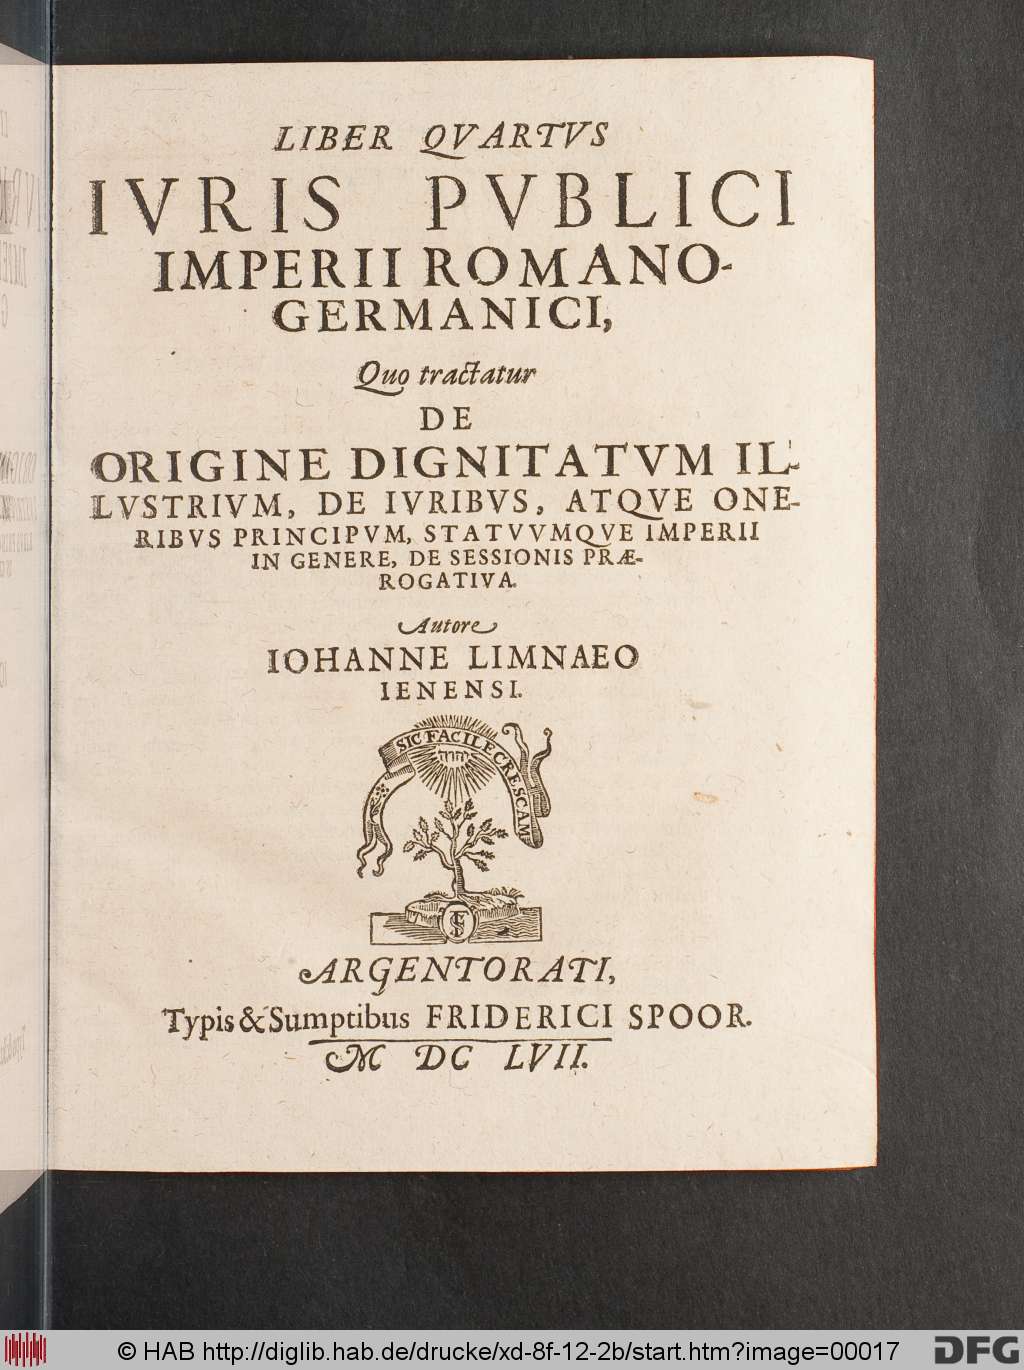 LIBER QVARTVS
IVRIS PVBLICI
IMPERII ROMANO-
GERMANICI,
Quo tractatur
DE
ORIGINE DIGNITATVM IL-
LVSTRIVM, DE IVRIBVS, ATQVE ONE-
RIBVS PRINCIPVM, STATVVMQVE IMPERII
IN GENERE, DE SESSIONIS PRÆ-
ROGATIVA.
Autore
IOHANNE LIMNAEO
IENENSI.
SIC FACILE CRESCAM
יהוה
ARGENTORATI,
Typis & Sumptibus FRIDERICI SPOOR.
M DC LVII.
© HAB http://diglib.hab.de/drucke/xd-8f-12-2b/start.htm?image=00017
DFG